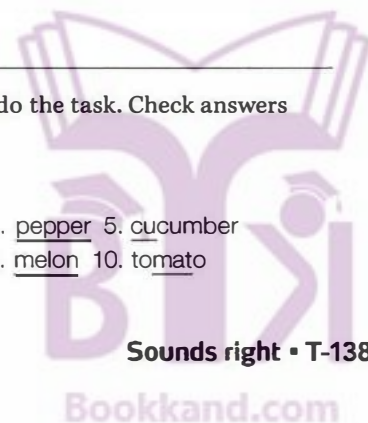 do the task. Check answers
. pepper 5. cucumber
. melon 10. tomato
Sounds right ▪ T-138
Bookkand.com